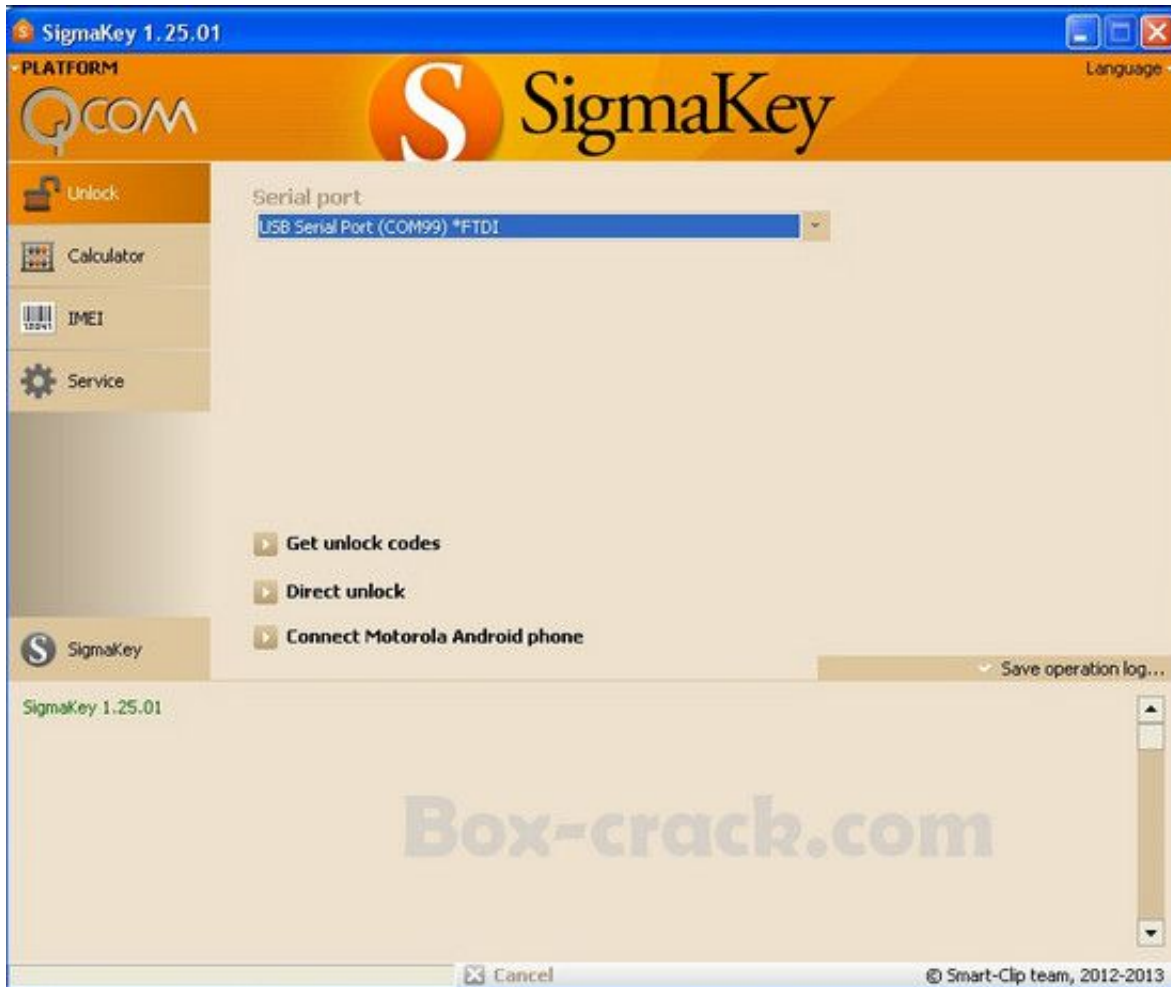 SigmaKey 1.25.01
PLATFORM
Language
QCOM
SigmaKey
Unlock
Serial port
USB Serial Port (COM99) *FTDI
Calculator
IMEI
Service
Get unlock codes
Direct unlock
Connect Motorola Android phone
SigmaKey
Save operation log...
SigmaKey 1.25.01
Box-crack.com
Cancel
© Smart-Clip team, 2012-2013